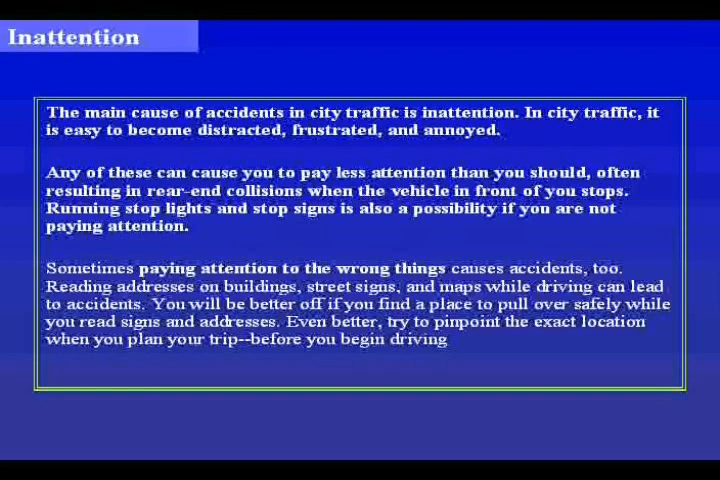 Inattention
The main cause of accidents in city traffic is inattention. In city traffic, it
is easy to become distracted, frustrated, and annoyed.
Any of these can cause you to pay less attention than you should, often
resulting in rear-end collisions when the vehicle in front of you stops.
Running stop lights and stop signs is also a possibility if you are not
paying attention.
Sometimes paying attention to the wrong things causes accidents, too.
Reading addresses on buildings, street signs, and maps while driving can lead
to accidents. You will be better off if you find a place to pull over safely while
you read signs and addresses. Even better, try to pinpoint the exact location
when you plan your trip--before you begin driving